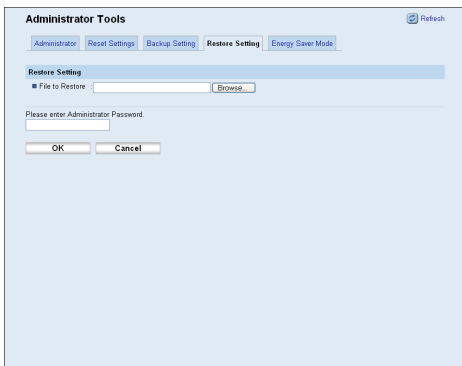 Administrator Tools
Refresh
Administrator Reset Settings Backup Setting Restore Setting Energy Saver Mode
Restore Setting
File to Restore : Browse...
Please enter Administrator Password.
OK Cancel